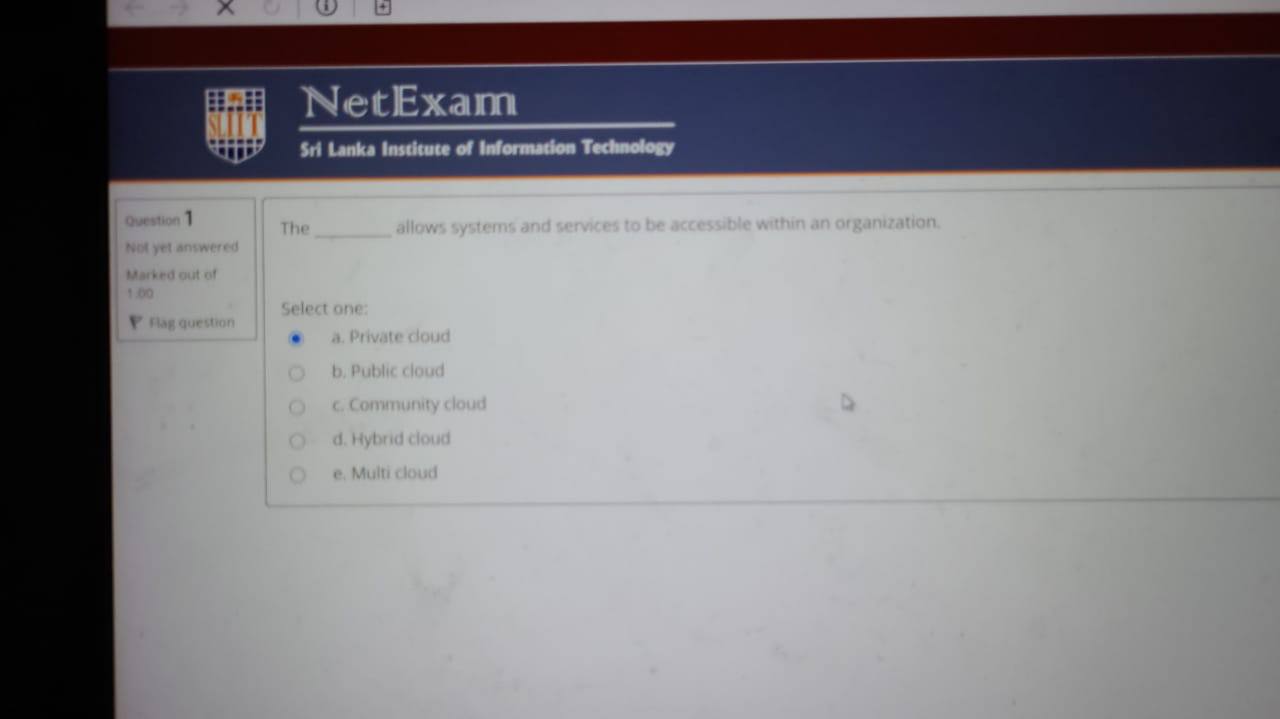 NetExam
SLIIT
Sri Lanka Institute of Information Technology
Question 1
Not yet answered
Marked out of
1.00
Flag question
The ________ allows systems and services to be accessible within an organization.
Select one:
a. Private cloud
b. Public cloud
c. Community cloud
d. Hybrid cloud
e. Multi cloud